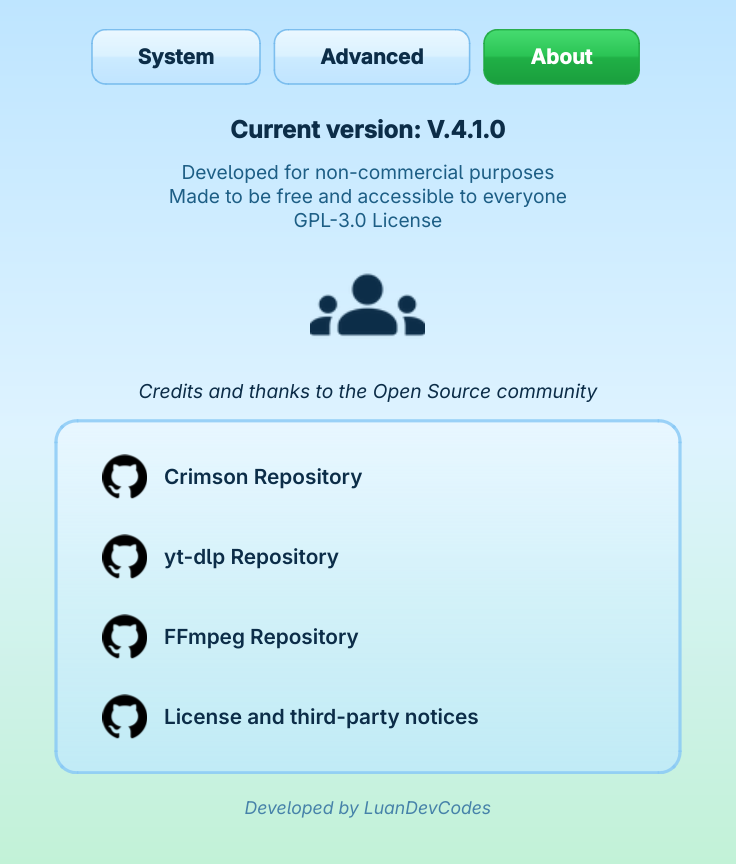 System
Advanced
About
Current version: V.4.1.0
Developed for non-commercial purposes
Made to be free and accessible to everyone
GPL-3.0 License
Credits and thanks to the Open Source community
Crimson Repository
yt-dlp Repository
FFmpeg Repository
License and third-party notices
Developed by LuanDevCodes